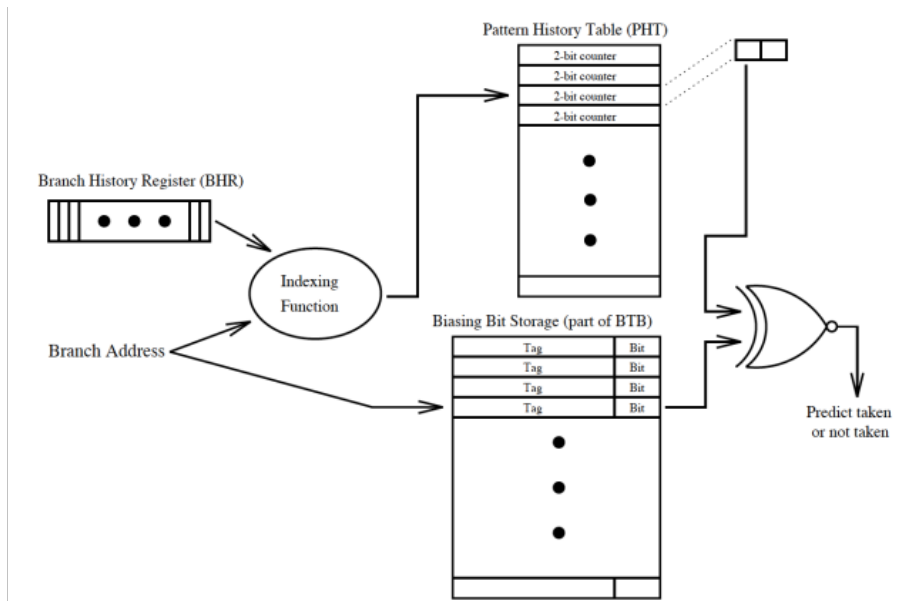 Pattern History Table (PHT)
2-bit counter
2-bit counter
2-bit counter
2-bit counter
Branch History Register (BHR)
Indexing
Function
Branch Address
Biasing Bit Storage (part of BTB)
Tag Bit
Tag Bit
Tag Bit
Tag Bit
Predict taken
or not taken